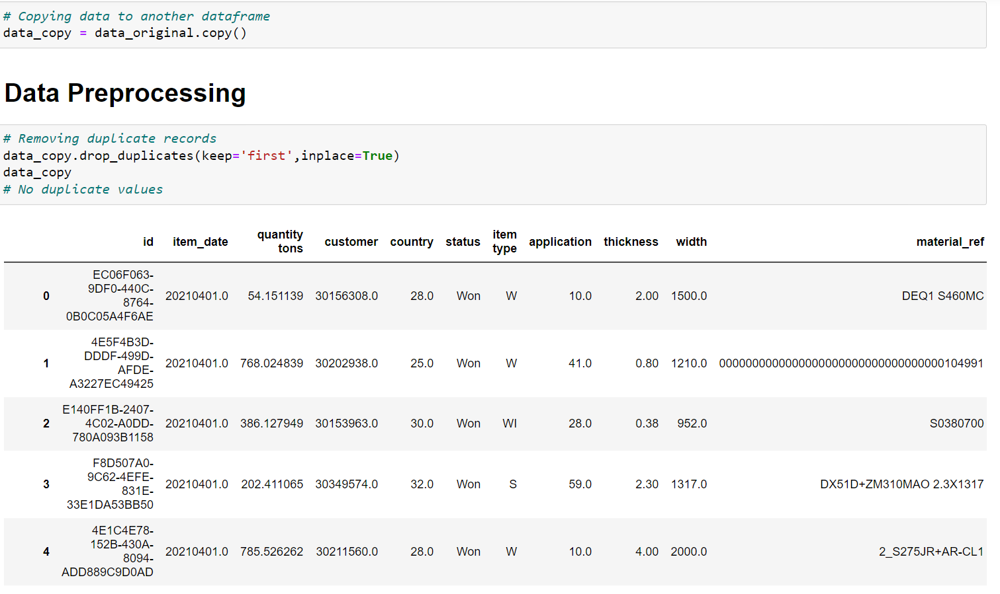 # Copying data to another dataframe
data_copy = data_original.copy()
Data Preprocessing
# Removing duplicate records
data_copy.drop_duplicates(keep='first',inplace=True)
data_copy
# No duplicate values
id item_date quantity tons customer country status item type application thickness width material_ref
0 EC06F063-9DF0-440C-8764-0B0C05A4F6AE 20210401.0 54.151139 30156308.0 28.0 Won W 10.0 2.00 1500.0 DEQ1 S460MC
1 4E5F4B3D-DDDF-499D-AFDE-A3227EC49425 20210401.0 768.024839 30202938.0 25.0 Won W 41.0 0.80 1210.0 0000000000000000000000000000000000104991
2 E140FF1B-2407-4C02-A0DD-780A093B1158 20210401.0 386.127949 30153963.0 30.0 Won WI 28.0 0.38 952.0 S0380700
3 F8D507A0-9C62-4EFE-831E-33E1DA53BB50 20210401.0 202.411065 30349574.0 32.0 Won S 59.0 2.30 1317.0 DX51D+ZM310MAO 2.3X1317
4 4E1C4E78-152B-430A-8094-ADD889C9D0AD 20210401.0 785.526262 30211560.0 28.0 Won W 10.0 4.00 2000.0 2_S275JR+AR-CL1